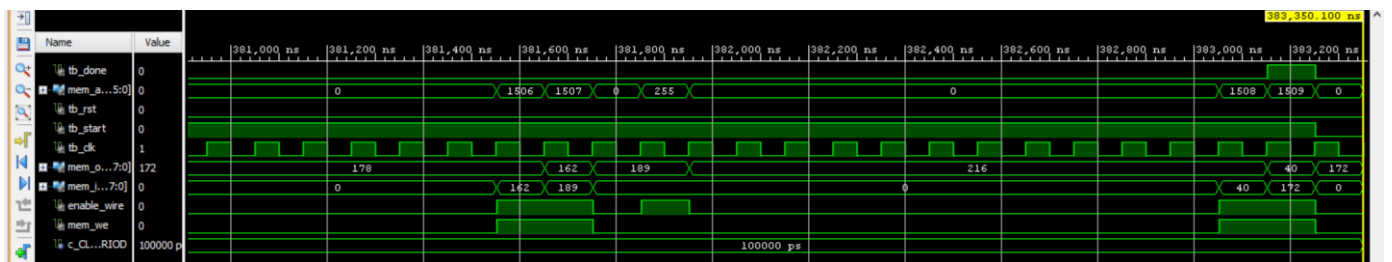 383,350.100 ns
Name Value
381,000 ns 381,200 ns 381,400 ns 381,600 ns 381,800 ns 382,000 ns 382,200 ns 382,400 ns 382,600 ns 382,800 ns 383,000 ns 383,200 ns
tb_done 0
mem_a...5:0] 0 0 1506 1507 0 255 0 1508 1509 0
tb_rst 0
tb_start 0
tb_clk 1
mem_o...7:0] 172 178 162 189 216 40 172
mem_i...7:0] 0 0 162 189 0 40 172 0
enable_wire 0
mem_we 0
c_CL...RIOD 100000 p 100000 ps